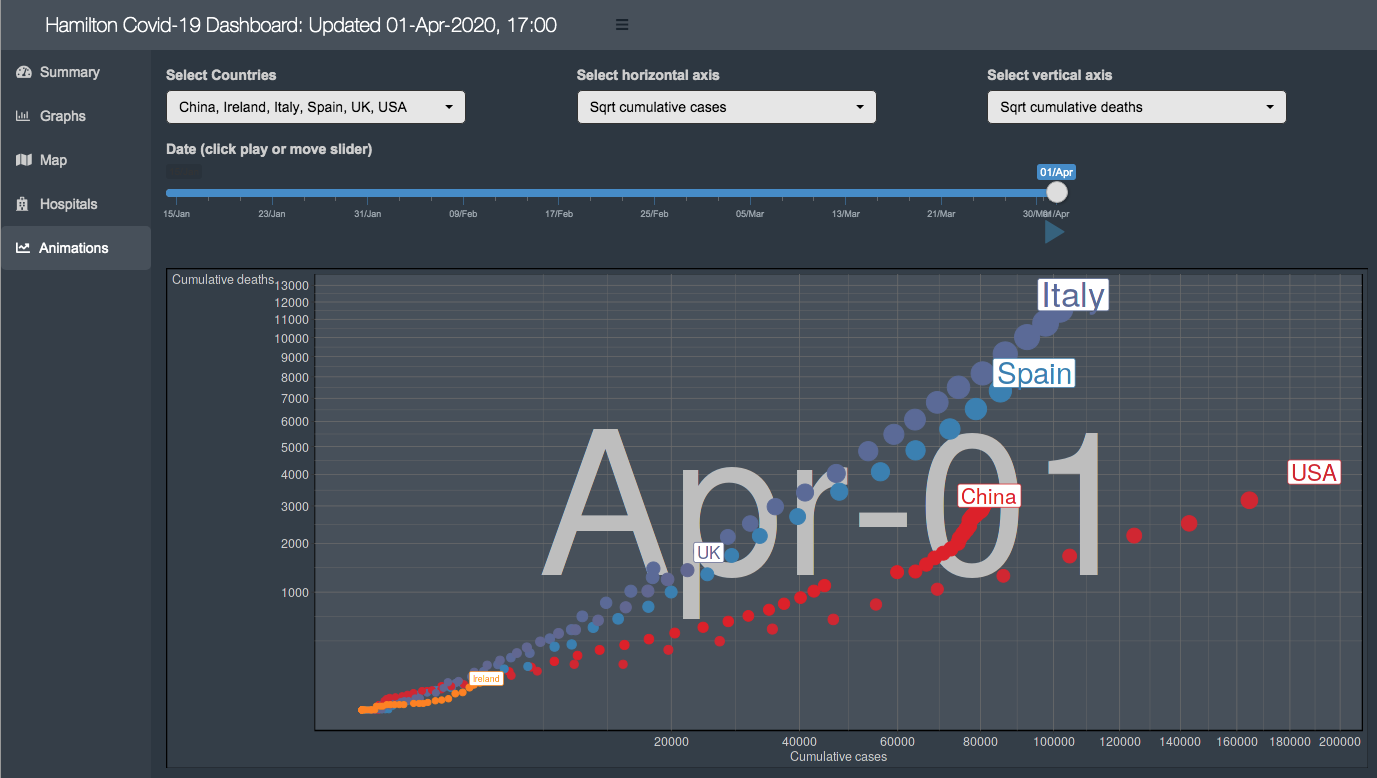 Hamilton Covid-19 Dashboard: Updated 01-Apr-2020, 17:00
Summary
Graphs
Map
Hospitals
Animations
Select Countries
Select horizontal axis
Select vertical axis
China, Ireland, Italy, Spain, UK, USA
Sqrt cumulative cases
Sqrt cumulative deaths
Date (click play or move slider)
01/Apr
15/Jan 23/Jan 31/Jan 09/Feb 17/Feb 25/Feb 05/Mar 13/Mar 21/Mar 30/Mar 01/Apr
Cumulative deaths
13000
12000
11000
10000
9000
8000
7000
6000
5000
4000
3000
2000
1000
Italy
Spain
USA
China
UK
Ireland
Apr-01
20000 40000 60000 80000 100000 120000 140000 160000 180000 200000
Cumulative cases